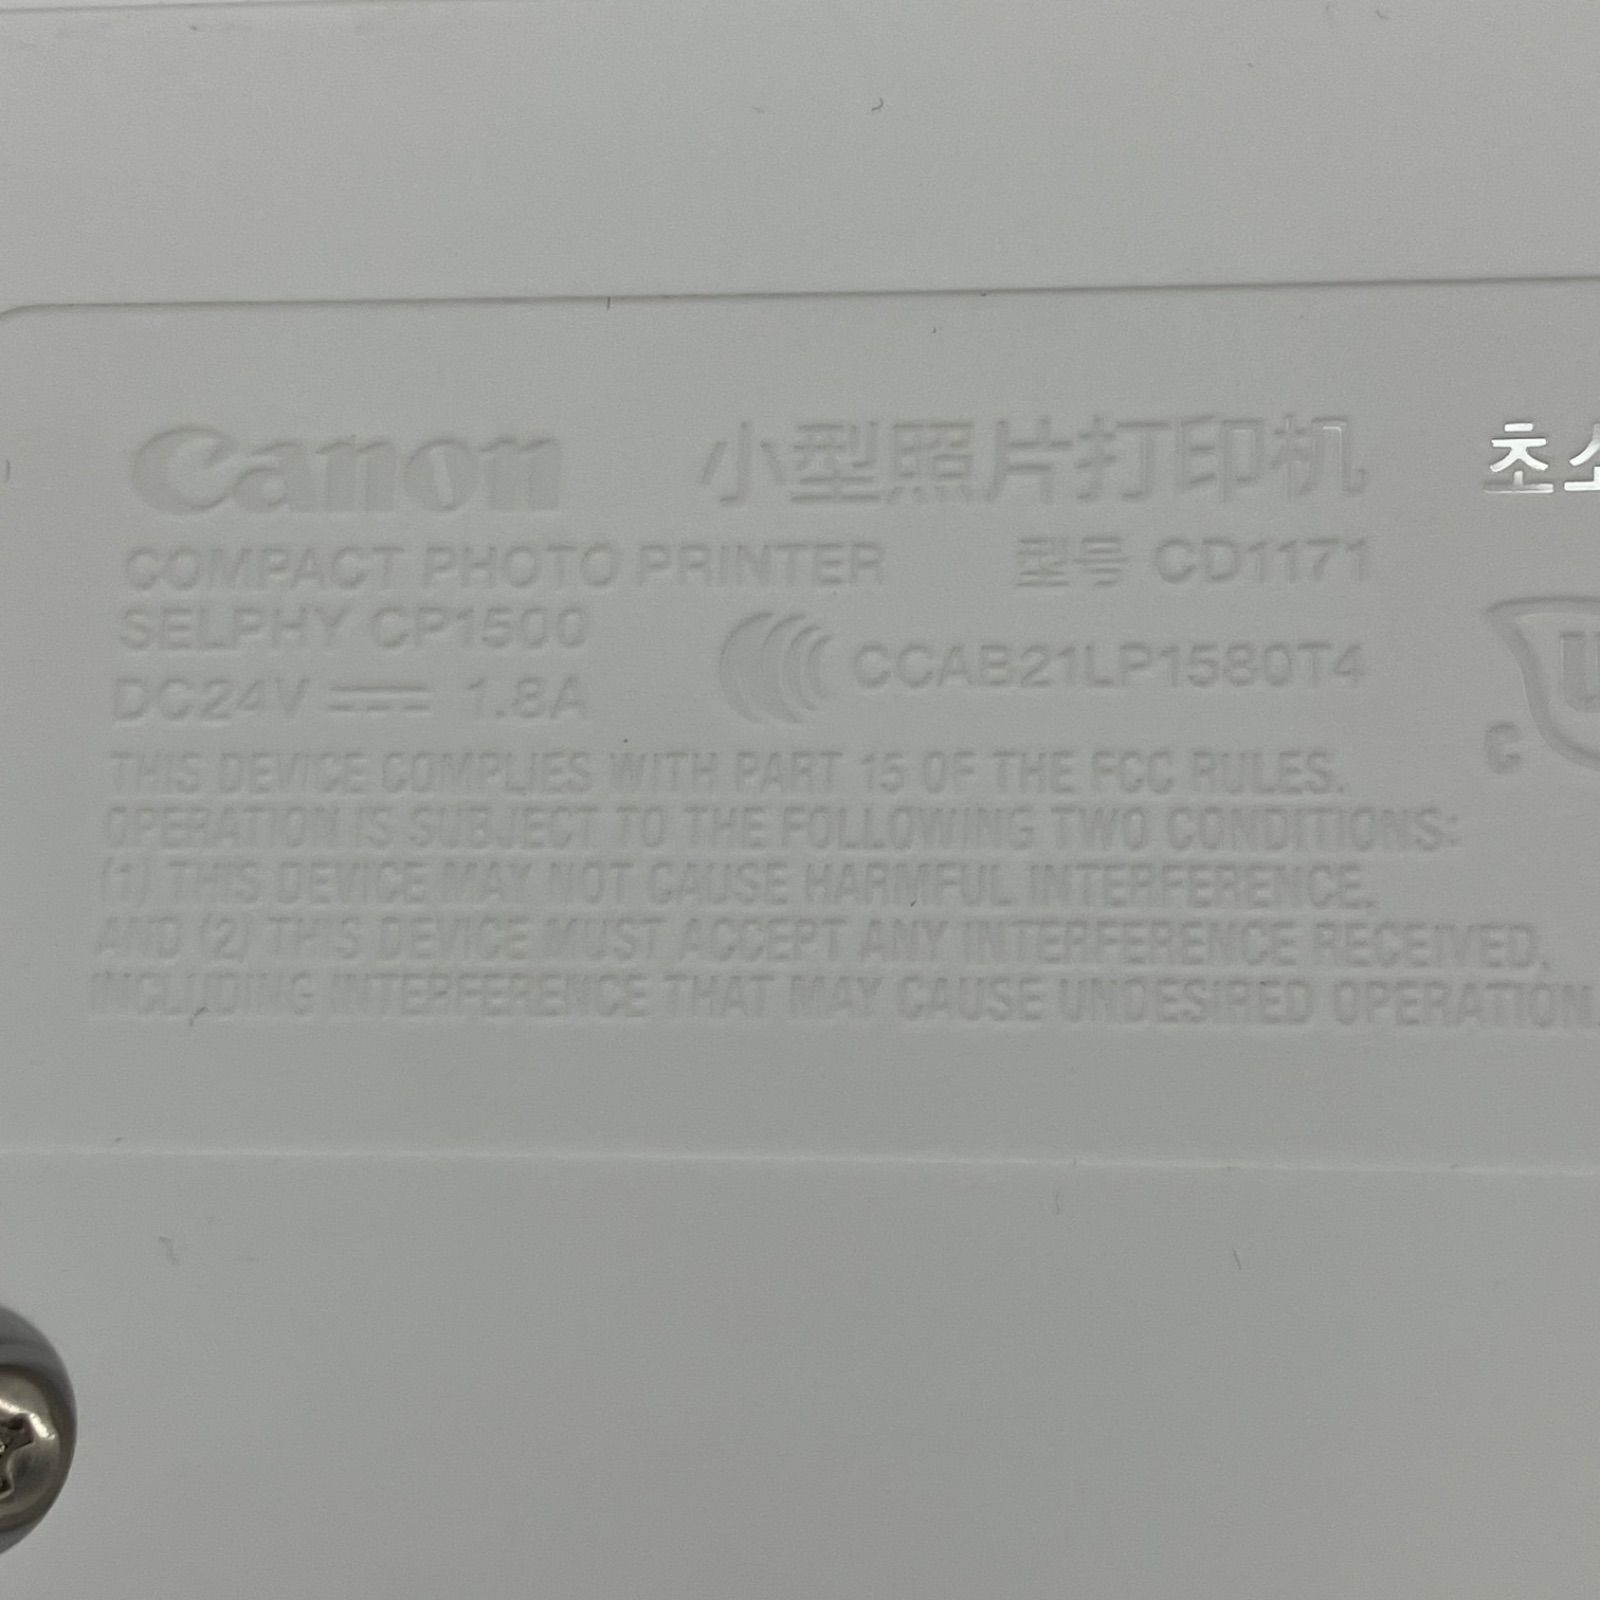 Canon 小型照片打印机 초소
COMPACT PHOTO PRINTER 型号 CD1171
SELPHY CP1500 CCAB21LP1580T4
DC24V 1.8A
C
THIS DEVICE COMPLIES WITH PART 15 OF THE FCC RULES.
OPERATION IS SUBJECT TO THE FOLLOWING TWO CONDITIONS:
(1) THIS DEVICE MAY NOT CAUSE HARMFUL INTERFERENCE,
AND (2) THIS DEVICE MUST ACCEPT ANY INTERFERENCE RECEIVED,
INCLUDING INTERFERENCE THAT MAY CAUSE UNDESIRED OPERATION.